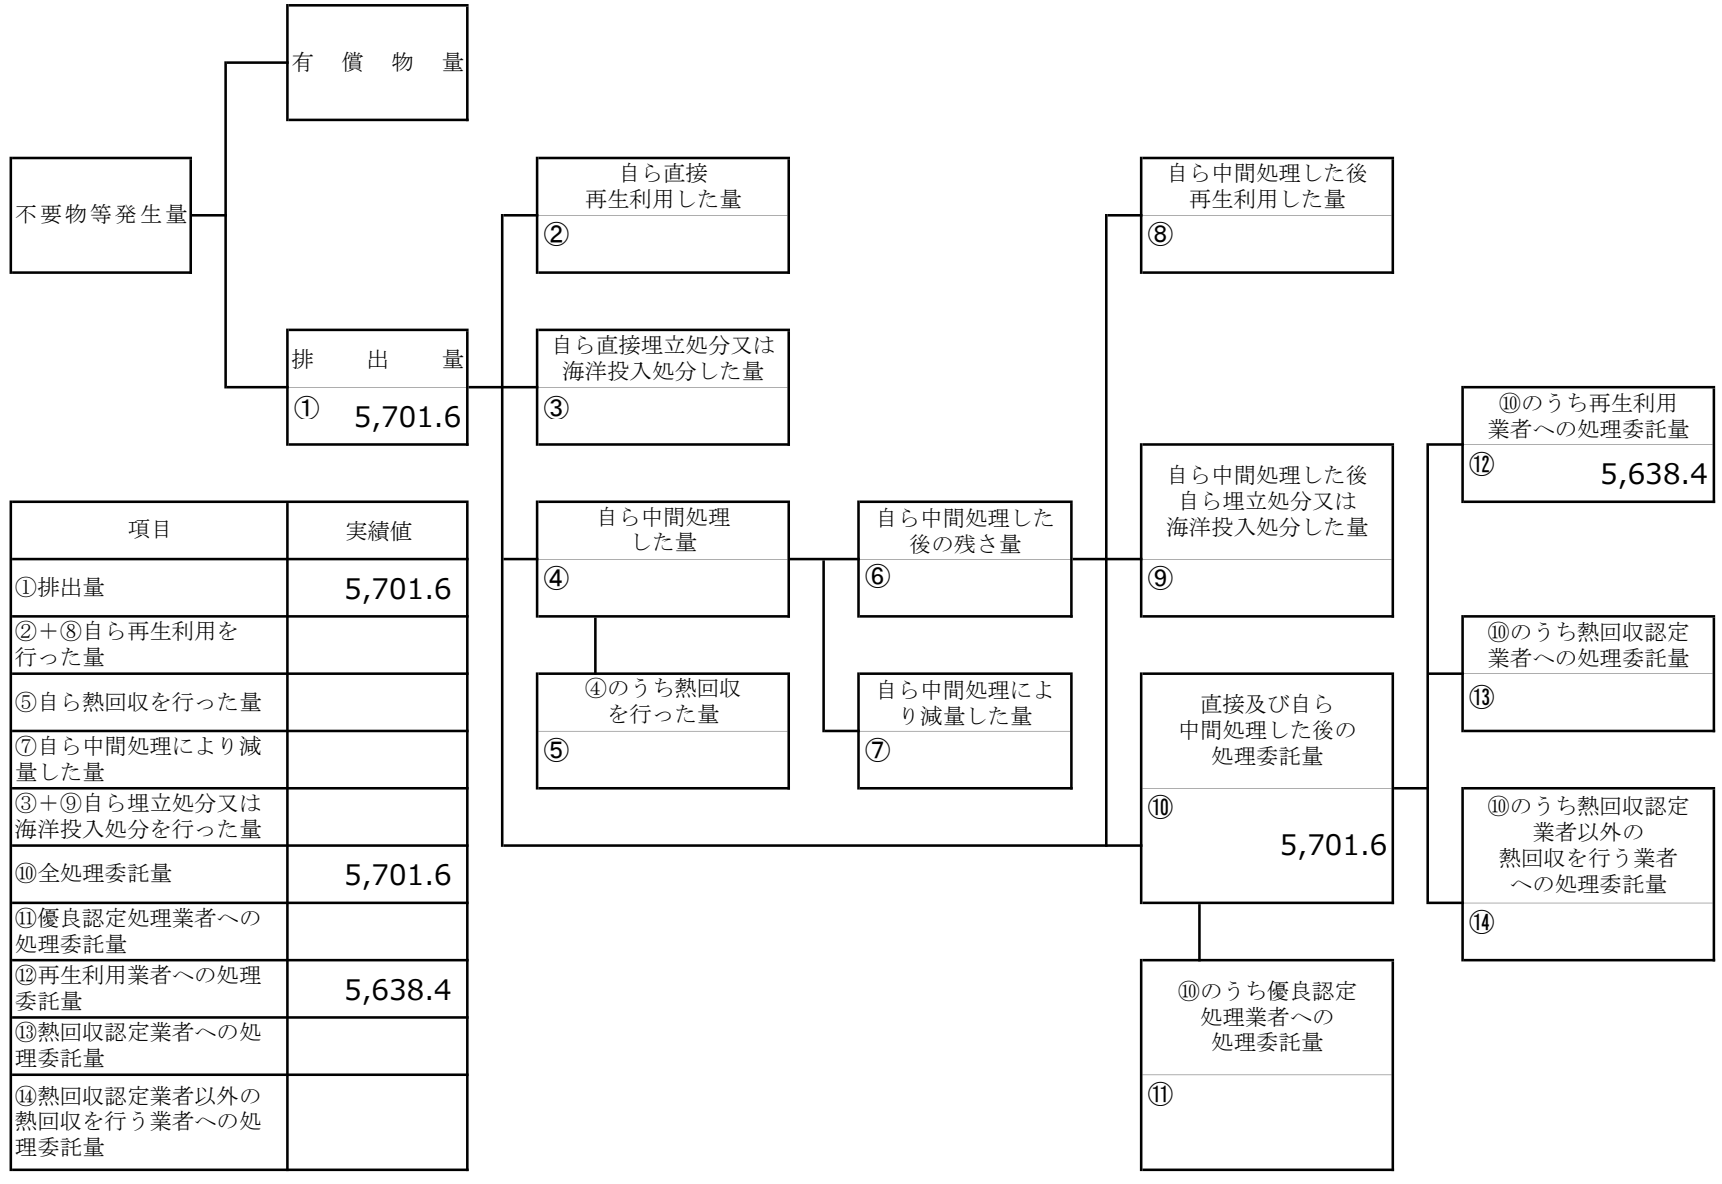 有償物量
不要物等発生量
排出量
① 5,701.6
自ら直接
再生利用した量
②
自ら直接埋立処分又は
海洋投入処分した量
③
自ら中間処理
した量
④
④のうち熱回収
を行った量
⑤
自ら中間処理した
後の残さ量
⑥
自ら中間処理によ
り減量した量
⑦
自ら中間処理した後
再生利用した量
⑧
自ら中間処理した後
自ら埋立処分又は
海洋投入処分した量
⑨
直接及び自ら
中間処理した後の
処理委託量
⑩
5,701.6
⑩のうち優良認定
処理業者への
処理委託量
⑪
⑩のうち再生利用
業者への処理委託量
⑫ 5,638.4
⑩のうち熱回収認定
業者への処理委託量
⑬
⑩のうち熱回収認定
業者以外の
熱回収を行う業者
への処理委託量
⑭
項目 実績値
①排出量 5,701.6
②＋⑧自ら再生利用を
行った量
⑤自ら熱回収を行った量
⑦自ら中間処理により減
量した量
③＋⑨自ら埋立処分又は
海洋投入処分を行った量
⑩全処理委託量 5,701.6
⑪優良認定処理業者への
処理委託量
⑫再生利用業者への処理
委託量 5,638.4
⑬熱回収認定業者への処
理委託量
⑭熱回収認定業者以外の
熱回収を行う業者への処
理委託量